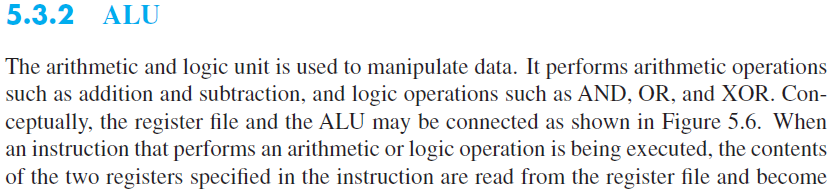 5.3.2 ALU
The arithmetic and logic unit is used to manipulate data. It performs arithmetic operations
such as addition and subtraction, and logic operations such as AND, OR, and XOR. Con-
ceptually, the register file and the ALU may be connected as shown in Figure 5.6. When
an instruction that performs an arithmetic or logic operation is being executed, the contents
of the two registers specified in the instruction are read from the register file and become